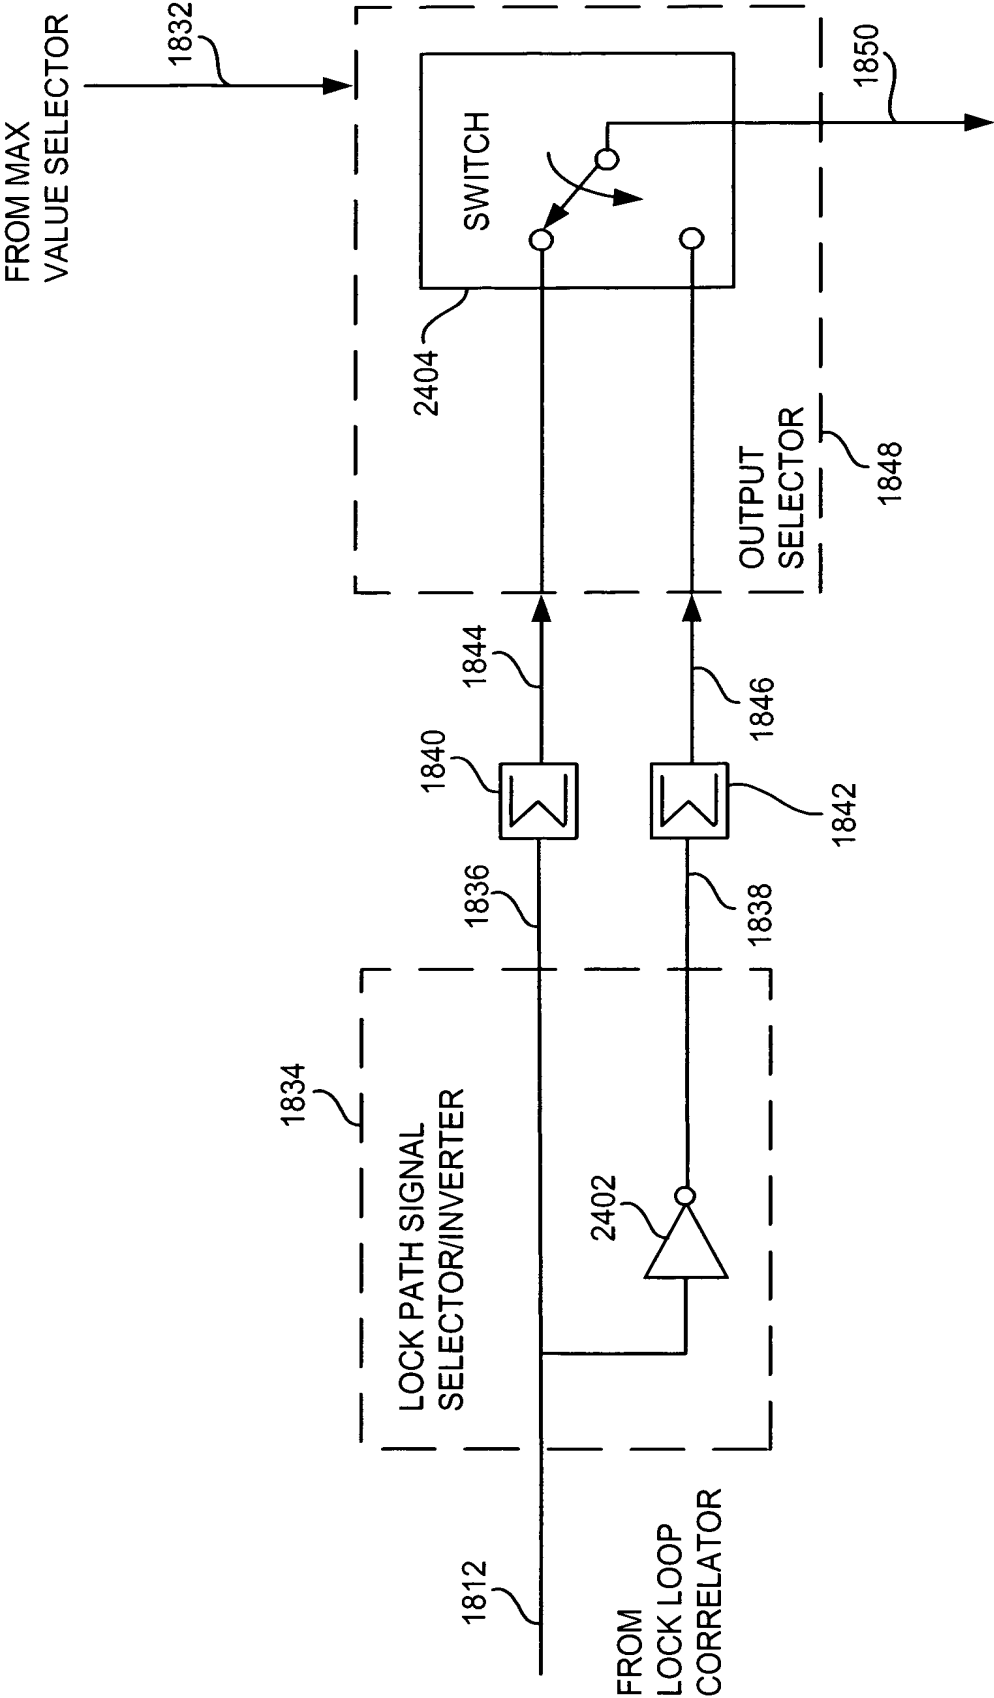 FROM MAX
VALUE SELECTOR
1832
SWITCH
1850
2404
OUTPUT
SELECTOR
1848
1844
1846
1840
1842
1836
1838
1834
LOCK PATH SIGNAL
SELECTOR/INVERTER
2402
1812
FROM
LOCK LOOP
CORRELATOR
Σ
Σ